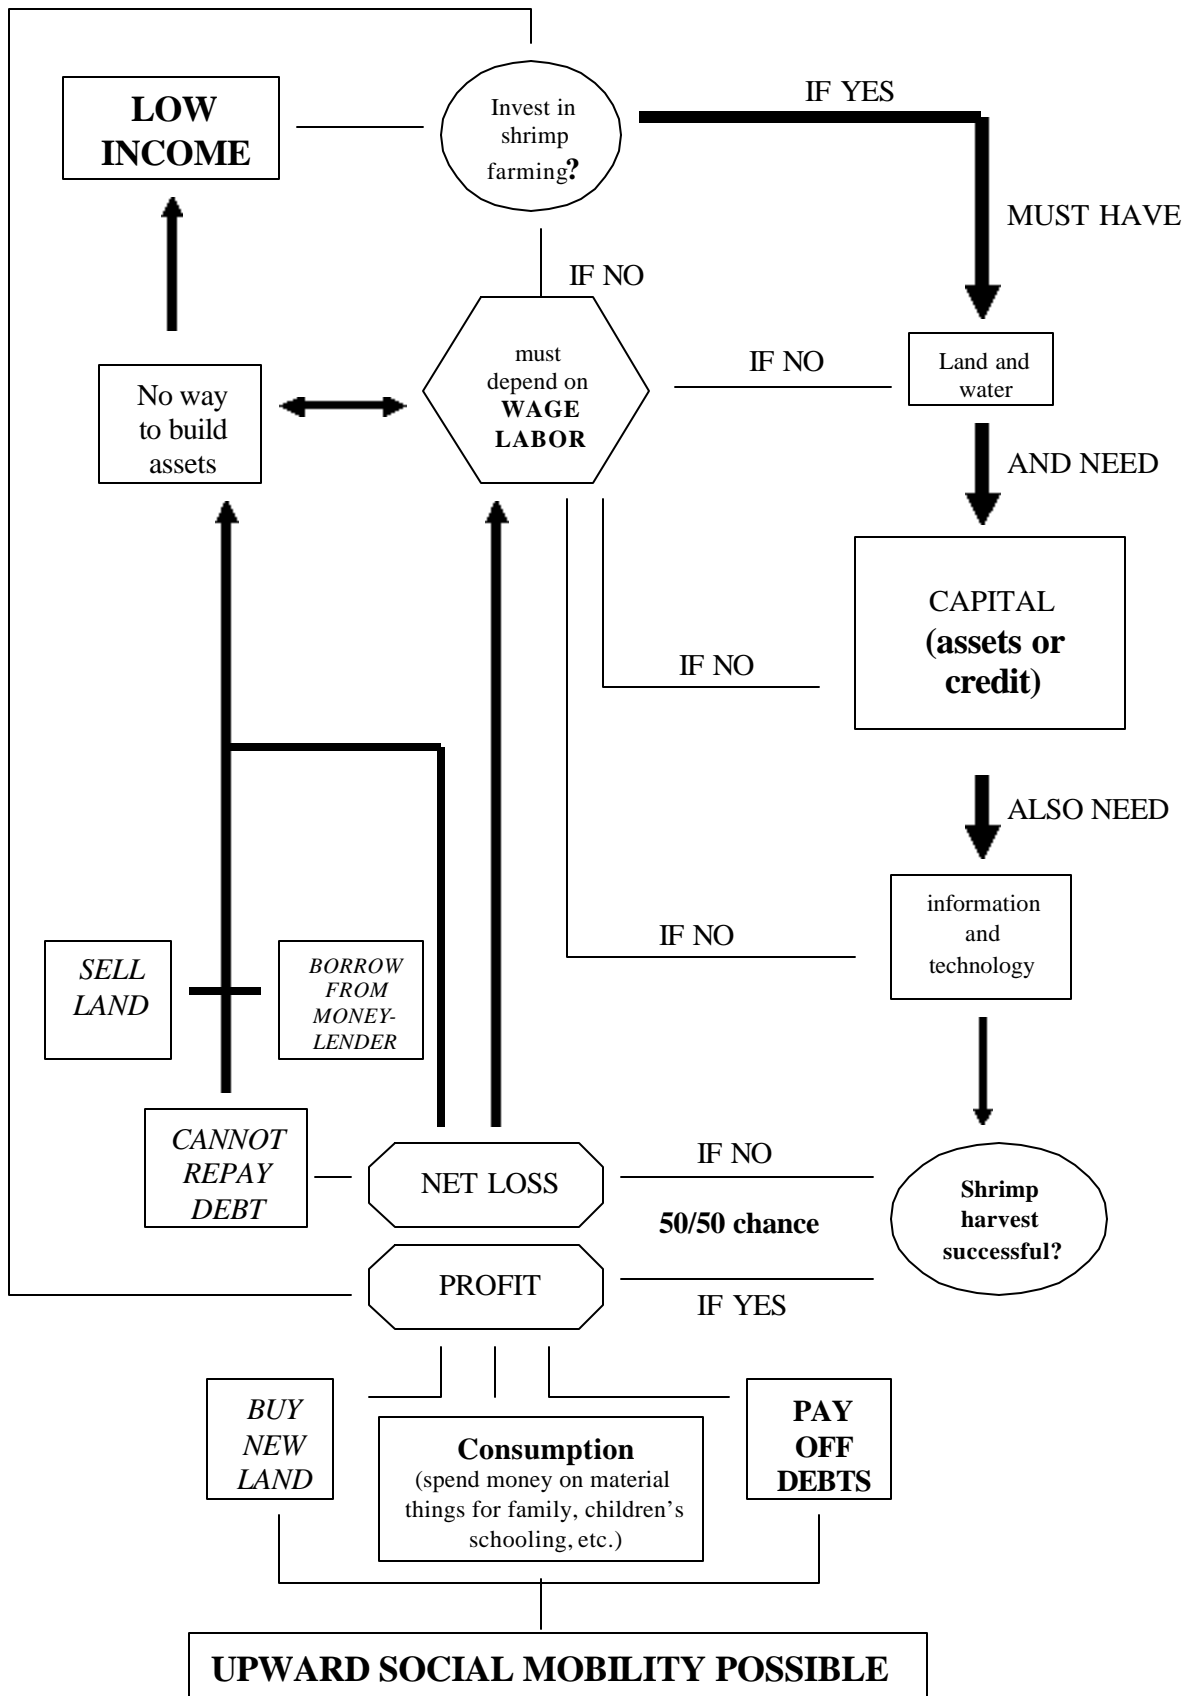 LOW
INCOME
Invest in
shrimp
farming?
IF YES
MUST HAVE
IF NO
must
depend on
WAGE
LABOR
IF NO
Land and
water
No way
to build
assets
AND NEED
CAPITAL
(assets or
credit)
IF NO
ALSO NEED
information
and
technology
IF NO
SELL
LAND
BORROW
FROM
MONEY-
LENDER
CANNOT
REPAY
DEBT
NET LOSS
IF NO
50/50 chance
Shrimp
harvest
successful?
PROFIT
IF YES
BUY
NEW
LAND
Consumption
(spend money on material
things for family, children's
schooling, etc.)
PAY
OFF
DEBTS
UPWARD SOCIAL MOBILITY POSSIBLE